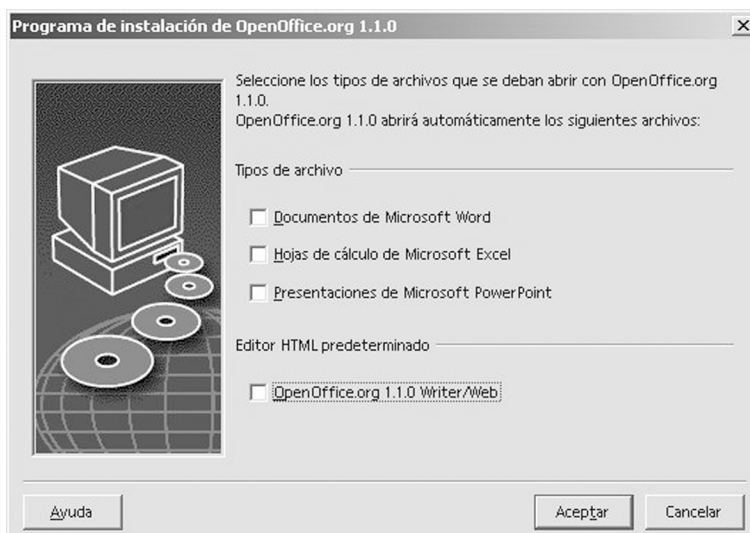 Programa de instalación de OpenOffice.org 1.1.0
Seleccione los tipos de archivos que se deban abrir con OpenOffice.org
1.1.0.
OpenOffice.org 1.1.0 abrirá automáticamente los siguientes archivos:
Tipos de archivo
Documentos de Microsoft Word
Hojas de cálculo de Microsoft Excel
Presentaciones de Microsoft PowerPoint
Editor HTML predeterminado
OpenOffice.org 1.1.0 Writer/Web
Ayuda
Aceptar
Cancelar